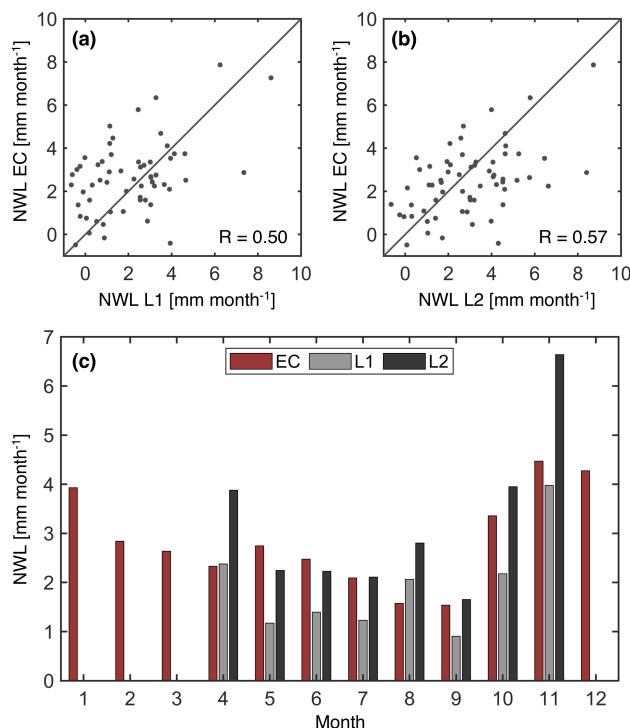 (a)
NWL EC [mm month⁻¹]
10
8
6
4
2
0
R = 0.50
0 2 4 6 8 10
NWL L1 [mm month⁻¹]
(b)
NWL EC [mm month⁻¹]
10
8
6
4
2
0
R = 0.57
0 2 4 6 8 10
NWL L2 [mm month⁻¹]
(c)
EC L1 L2
NWL [mm month⁻¹]
7
6
5
4
3
2
1
0
1 2 3 4 5 6 7 8 9 10 11 12
Month